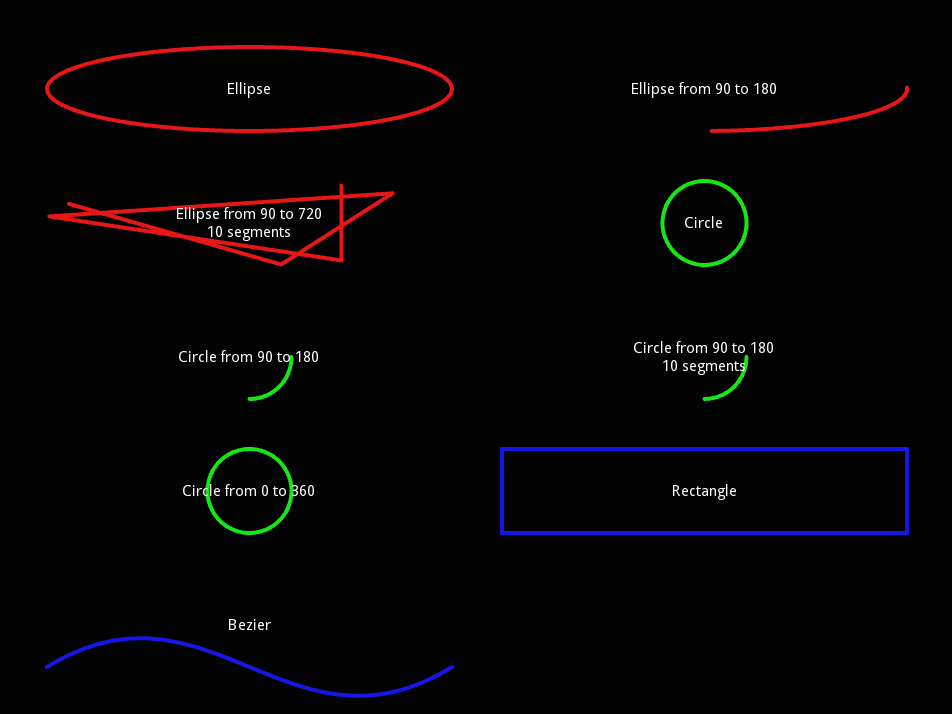 Ellipse
Ellipse from 90 to 180
Ellipse from 90 to 720
10 segments
Circle
Circle from 90 to 180
Circle from 90 to 180
10 segments
Circle from 0 to 360
Rectangle
Bezier